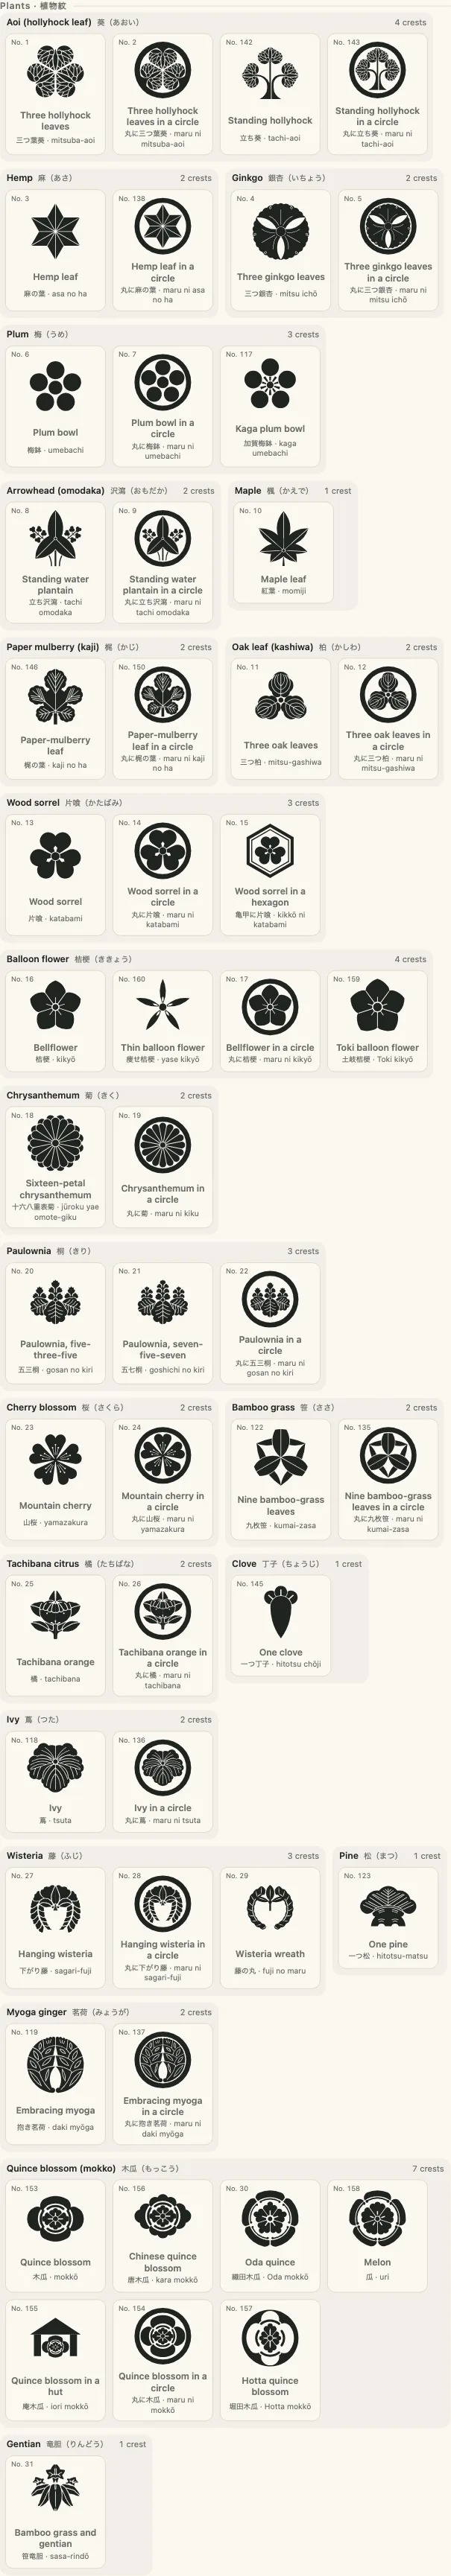 Plants · 植物紋
Aoi (hollyhock leaf) 葵（あおい） 4 crests
No. 1
Three hollyhock
leaves
三つ葉葵 · mitsuba-aoi
No. 2
Three hollyhock
leaves in a circle
丸に三つ葉葵 · maru ni
mitsuba-aoi
No. 142
Standing hollyhock
立ち葵 · tachi-aoi
No. 143
Standing hollyhock
in a circle
丸に立ち葵 · maru ni
tachi-aoi
Hemp 麻（あさ） 2 crests
No. 3
Hemp leaf
麻の葉 · asa no ha
No. 138
Hemp leaf in a
circle
丸に麻の葉 · maru ni asa
no ha
Ginkgo 銀杏（いちょう） 2 crests
No. 4
Three ginkgo leaves
三つ銀杏 · mitsu ichō
No. 5
Three ginkgo leaves
in a circle
丸に三つ銀杏 · maru ni
mitsu ichō
Plum 梅（うめ） 3 crests
No. 6
Plum bowl
梅鉢 · umebachi
No. 7
Plum bowl in a
circle
丸に梅鉢 · maru ni
umebachi
No. 117
Kaga plum bowl
加賀梅鉢 · kaga
umebachi
Arrowhead (omodaka) 沢瀉（おもだか） 2 crests
No. 8
Standing water
plantain
立ち沢瀉 · tachi
omodaka
No. 9
Standing water
plantain in a circle
丸に立ち沢瀉 · maru ni
tachi omodaka
Maple 楓（かえで） 1 crest
No. 10
Maple leaf
紅葉 · momiji
Paper mulberry (kaji) 梶（かじ） 2 crests
No. 146
Paper-mulberry
leaf
梶の葉 · kaji no ha
No. 150
Paper-mulberry
leaf in a circle
丸に梶の葉 · maru ni kaji
no ha
Oak leaf (kashiwa) 柏（かしわ） 2 crests
No. 11
Three oak leaves
三つ柏 · mitsu-gashiwa
No. 12
Three oak leaves in
a circle
丸に三つ柏 · maru ni
mitsu-gashiwa
Wood sorrel 片喰（かたばみ） 3 crests
No. 13
Wood sorrel
片喰 · katabami
No. 14
Wood sorrel in a
circle
丸に片喰 · maru ni
katabami
No. 15
Wood sorrel in a
hexagon
亀甲に片喰 · kikkō ni
katabami
Balloon flower 桔梗（ききょう） 4 crests
No. 16
Bellflower
桔梗 · kikyō
No. 160
Thin balloon flower
痩せ桔梗 · yase kikyō
No. 17
Bellflower in a circle
丸に桔梗 · maru ni kikyō
No. 159
Toki balloon flower
土岐桔梗 · Toki kikyō
Chrysanthemum 菊（きく） 2 crests
No. 18
Sixteen-petal
chrysanthemum
十六八重表菊 · jūroku yae
omote-giku
No. 19
Chrysanthemum in
a circle
丸に菊 · maru ni kiku
Paulownia 桐（きり） 3 crests
No. 20
Paulownia, five-
three-five
五三桐 · gosan no kiri
No. 21
Paulownia, seven-
five-seven
五七桐 · goshichi no kiri
No. 22
Paulownia in a
circle
丸に五三桐 · maru ni
gosan no kiri
Cherry blossom 桜（さくら） 2 crests
No. 23
Mountain cherry
山桜 · yamazakura
No. 24
Mountain cherry in
a circle
丸に山桜 · maru ni
yamazakura
Bamboo grass 笹（ささ） 2 crests
No. 122
Nine bamboo-grass
leaves
九枚笹 · kumai-zasa
No. 135
Nine bamboo-grass
leaves in a circle
丸に九枚笹 · maru ni
kumai-zasa
Tachibana citrus 橘（たちばな） 2 crests
No. 25
Tachibana orange
橘 · tachibana
No. 26
Tachibana orange in
a circle
丸に橘 · maru ni
tachibana
Clove 丁子（ちょうじ） 1 crest
No. 145
One clove
一つ丁子 · hitotsu chōji
Ivy 蔦（つた） 2 crests
No. 118
Ivy
蔦 · tsuta
No. 136
Ivy in a circle
丸に蔦 · maru ni tsuta
Wisteria 藤（ふじ） 3 crests
No. 27
Hanging wisteria
下がり藤 · sagari-fuji
No. 28
Hanging wisteria in
a circle
丸に下がり藤 · maru ni
sagari-fuji
No. 29
Wisteria wreath
藤の丸 · fuji no maru
Pine 松（まつ） 1 crest
No. 123
One pine
一つ松 · hitotsu-matsu
Myoga ginger 茗荷（みょうが） 2 crests
No. 119
Embracing myoga
抱き茗荷 · daki myōga
No. 137
Embracing myoga
in a circle
丸に抱き茗荷 · maru ni
daki myōga
Quince blossom (mokko) 木瓜（もっこう） 7 crests
No. 153
Quince blossom
木瓜 · mokkō
No. 156
Chinese quince
blossom
唐木瓜 · kara mokkō
No. 30
Oda quince
織田木瓜 · Oda mokkō
No. 158
Melon
瓜 · uri
No. 155
Quince blossom in a
hut
庵木瓜 · iori mokkō
No. 154
Quince blossom in a
circle
丸に木瓜 · maru ni
mokkō
No. 157
Hotta quince
blossom
堀田木瓜 · Hotta mokkō
Gentian 竜胆（りんどう） 1 crest
No. 31
Bamboo grass and
gentian
笹竜胆 · sasa-rindō